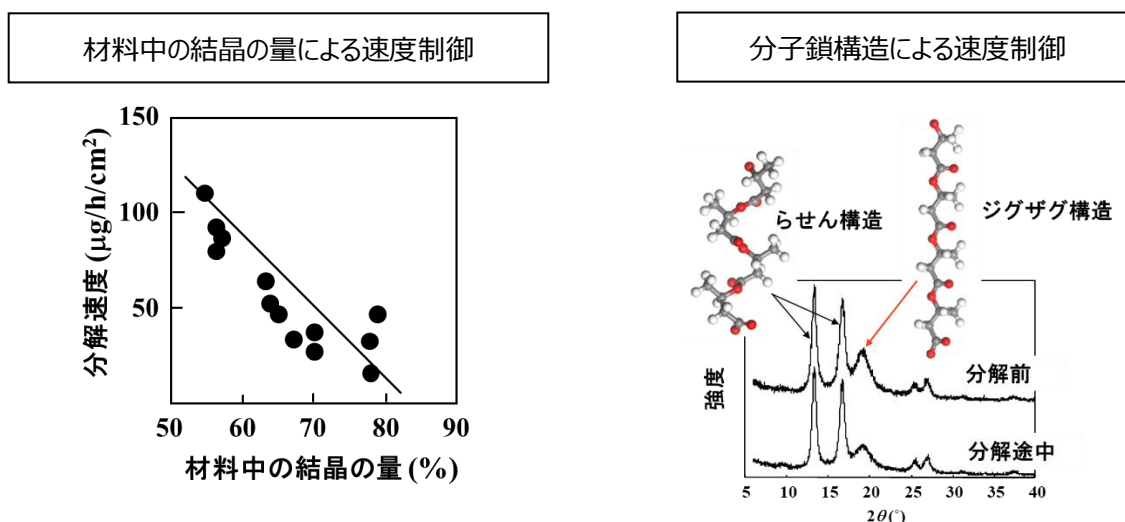 材料中の結晶の量による速度制御
150
100
50
分解速度 (μg/h/cm²)
50 60 70 80 90
材料中の結晶の量 (%)
分子鎖構造による速度制御
らせん構造
ジグザグ構造
強度
分解前
分解途中
5 10 15 20 25 30 35 40
2θ(°)